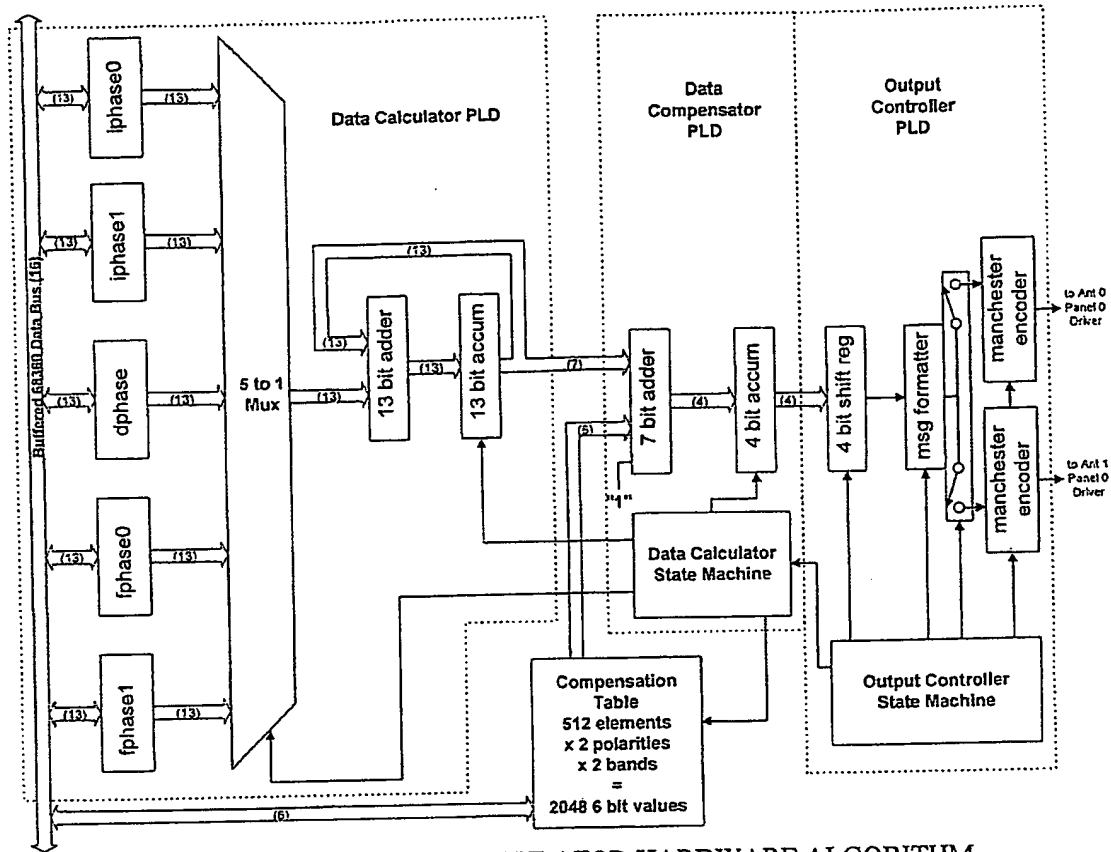 Buffered 68360 Data Bus (16)
(13)
Iphase0
(13)
(13)
iphase1
(13)
(13)
dphase
(13)
(13)
fphase0
(13)
(13)
fphase1
(13)
5 to 1
Mux
Data Calculator PLD
(13)
(13)
(13)
13 bit adder
(13)
13 bit accum
(7)
Data
Compensator
PLD
(6)
7 bit adder
"1"
(4)
4 bit accum
(4)
Data Calculator
State Machine
Compensation
Table
512 elements
x 2 polarities
x 2 bands
=
2048 6 bit values
(6)
Output
Controller
PLD
4 bit shift reg
msg formatter
manchester
encoder
manchester
encoder
to Ant 0
Panel 0
Driver
to Ant 1
Panel 0
Driver
Output Controller
State Machine
HARDWARE ALGORITHM